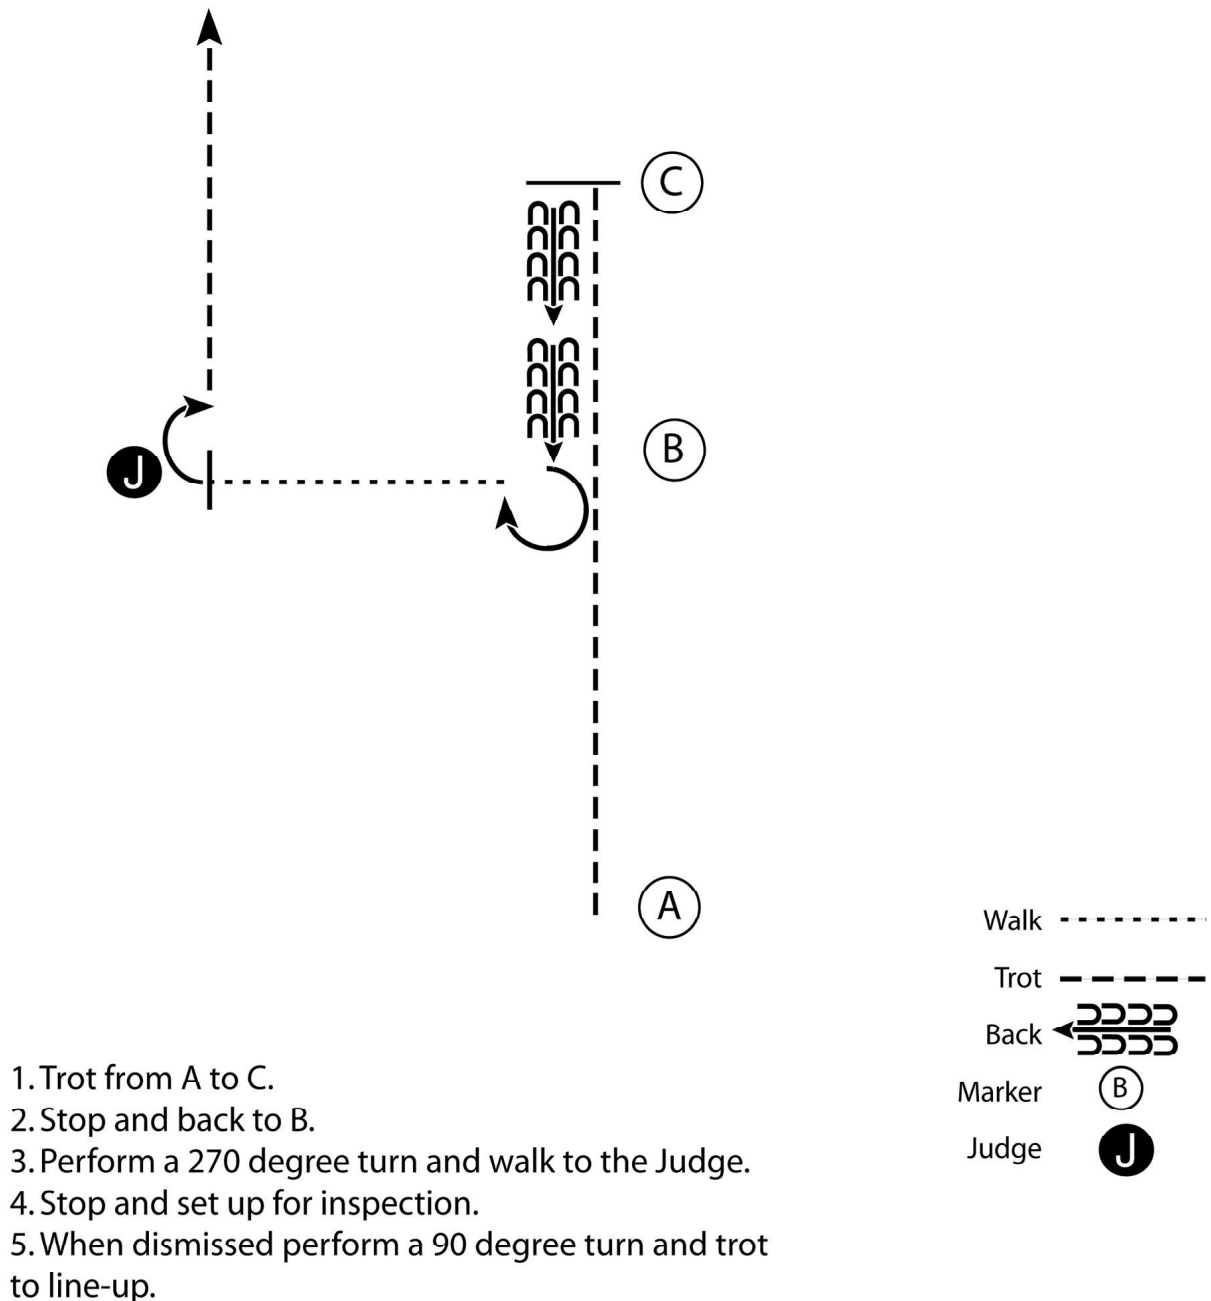 C
B
J
A
Walk
Trot
Back
Marker B
Judge J
1. Trot from A to C.
2. Stop and back to B.
3. Perform a 270 degree turn and walk to the Judge.
4. Stop and set up for inspection.
5. When dismissed perform a 90 degree turn and trot
to line-up.